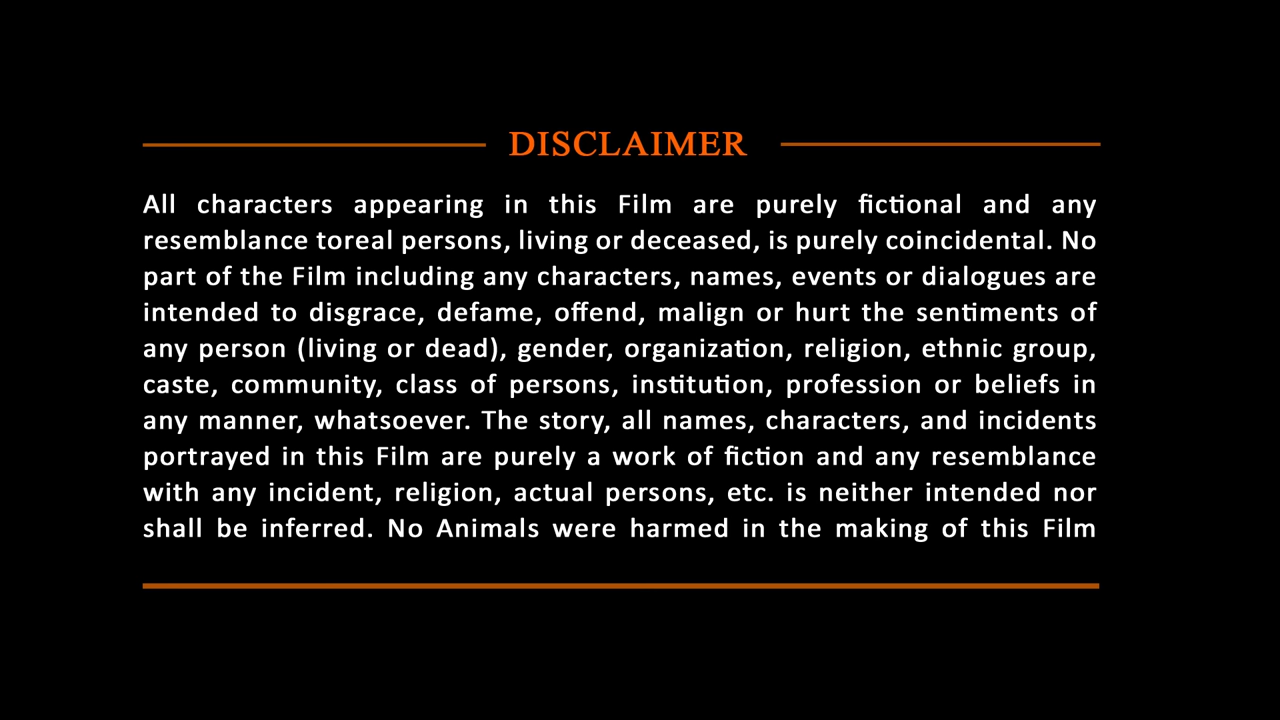 DISCLAIMER
All characters appearing in this Film are purely fictional and any
resemblance toreal persons, living or deceased, is purely coincidental. No
part of the Film including any characters, names, events or dialogues are
intended to disgrace, defame, offend, malign or hurt the sentiments of
any person (living or dead), gender, organization, religion, ethnic group,
caste, community, class of persons, institution, profession or beliefs in
any manner, whatsoever. The story, all names, characters, and incidents
portrayed in this Film are purely a work of fiction and any resemblance
with any incident, religion, actual persons, etc. is neither intended nor
shall be inferred. No Animals were harmed in the making of this Film